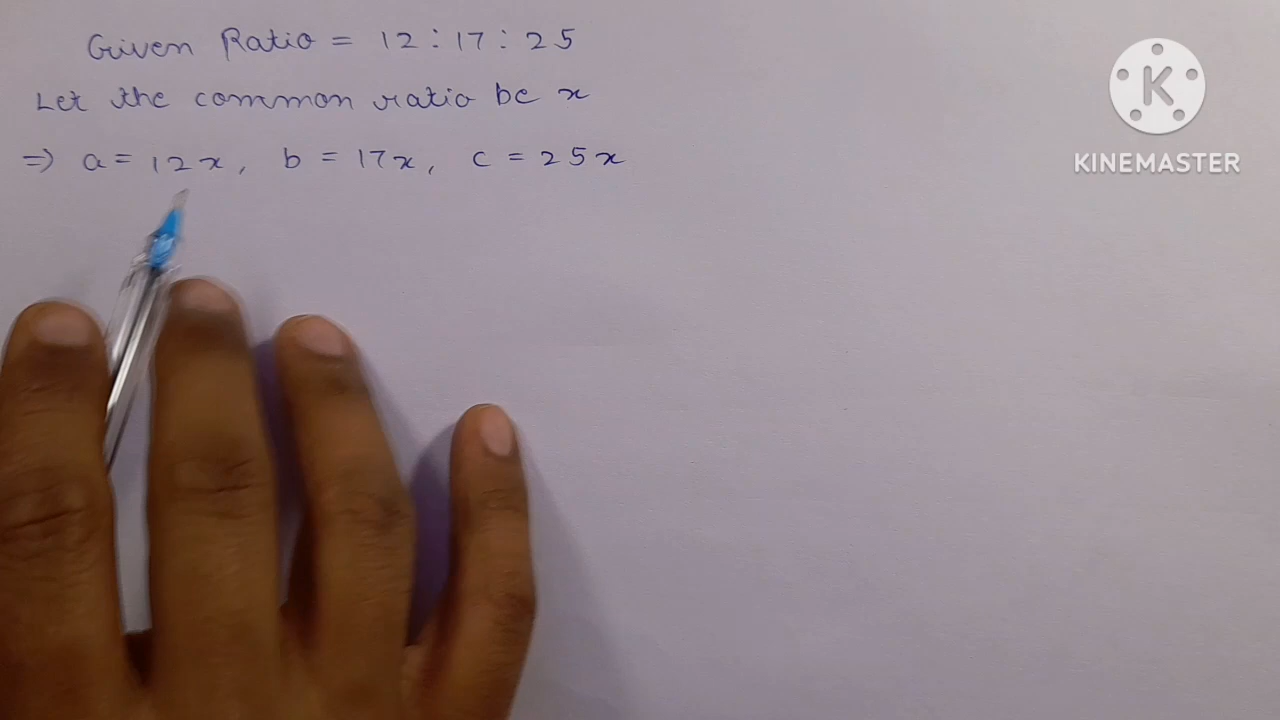 Given Ratio = 12 : 17 : 25
Let the common ratio be x
=> a = 12x, b = 17x, c = 25x
K
KINEMASTER